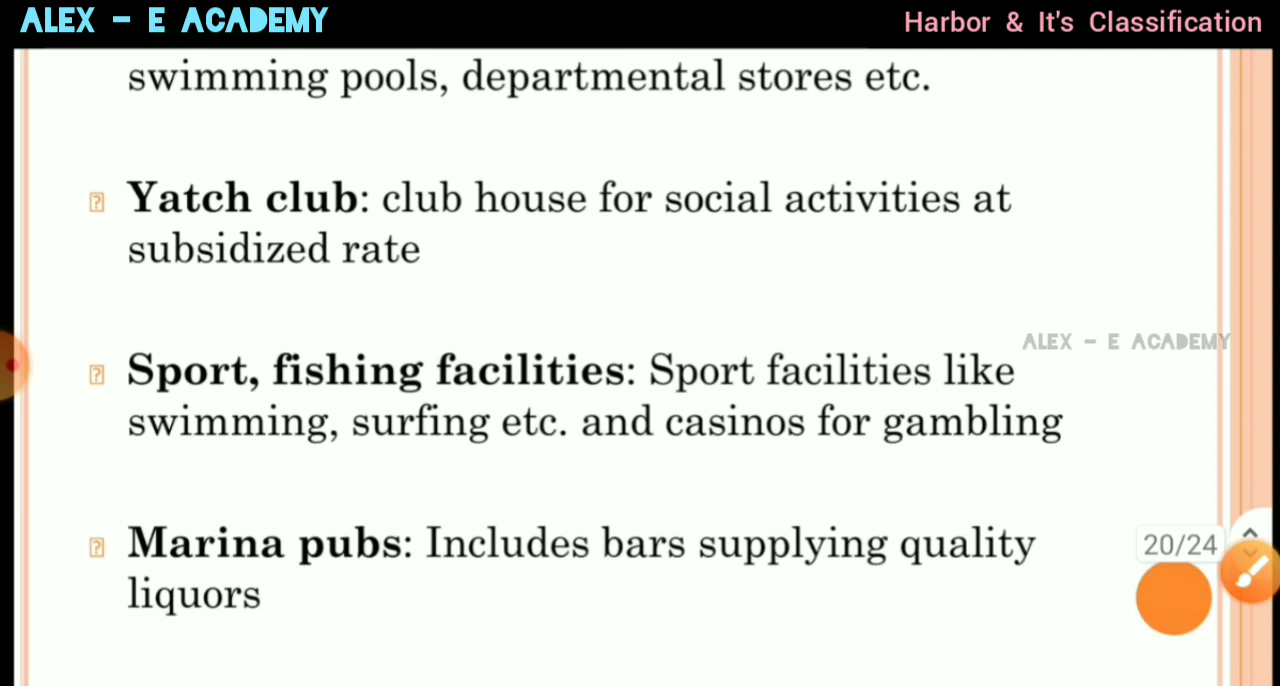 ALEX - E ACADEMY
Harbor & It's Classification
swimming pools, departmental stores etc.
Yatch club: club house for social activities at
subsidized rate
ALEX - E ACADEMY
Sport, fishing facilities: Sport facilities like
swimming, surfing etc. and casinos for gambling
Marina pubs: Includes bars supplying quality
liquors
20/24